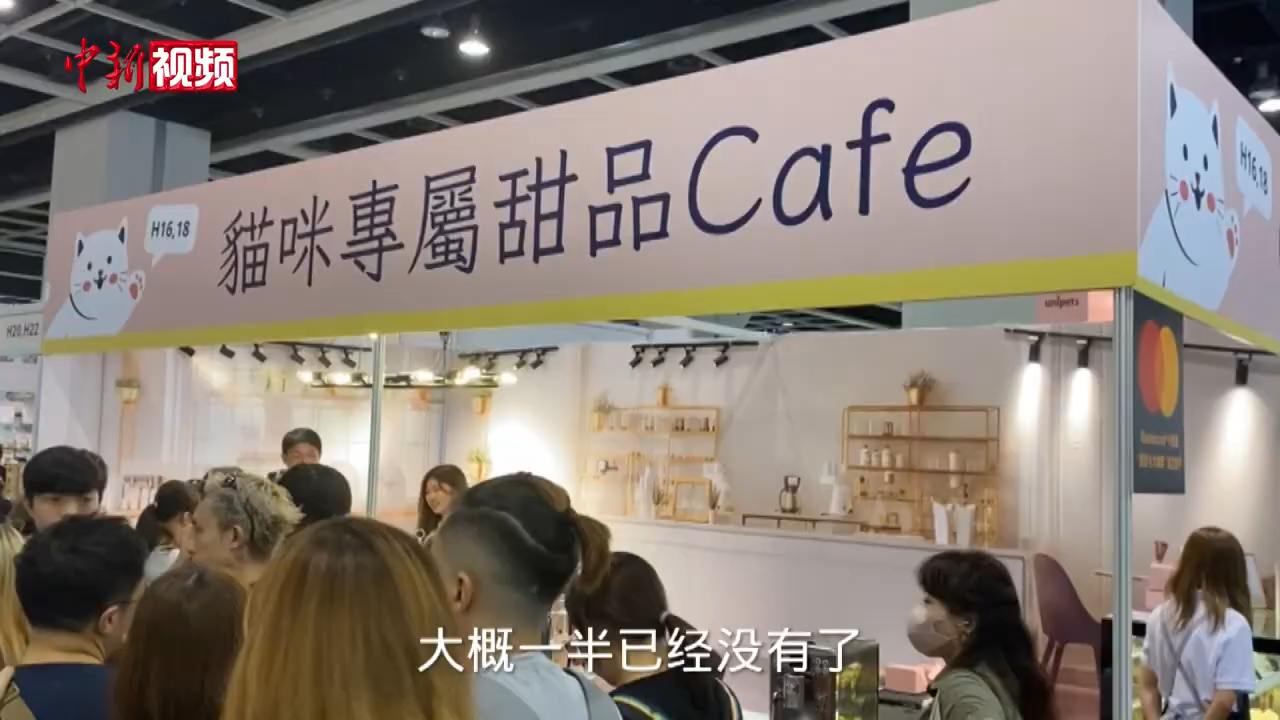 中新视频
貓咪專屬甜品Cafe
H16,18
H16,18
H20.H22
unipets
大概一半已经没有了